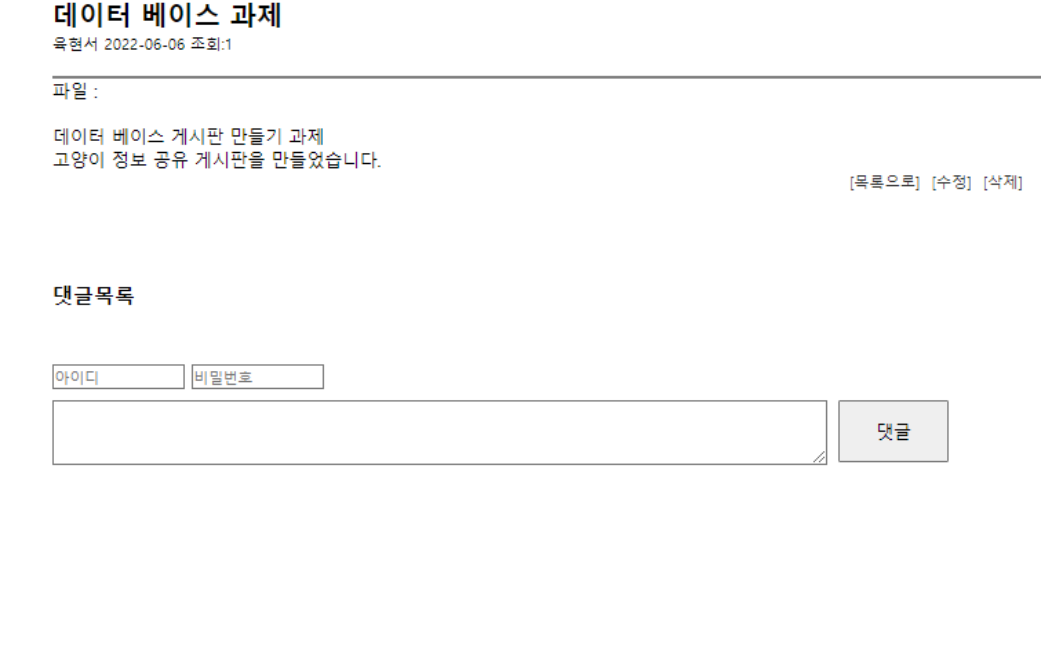 데이터 베이스 과제
육현서 2022-06-06 조회:1
파일 :
데이터 베이스 게시판 만들기 과제
고양이 정보 공유 게시판을 만들었습니다.
[목록으로] [수정] [삭제]
댓글목록
아이디 비밀번호
댓글